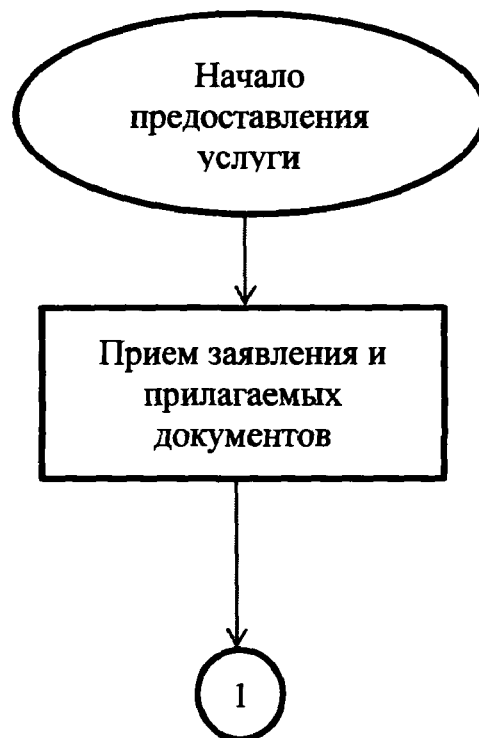 Начало
предоставления
услуги
Прием заявления и
прилагаемых
документов
1